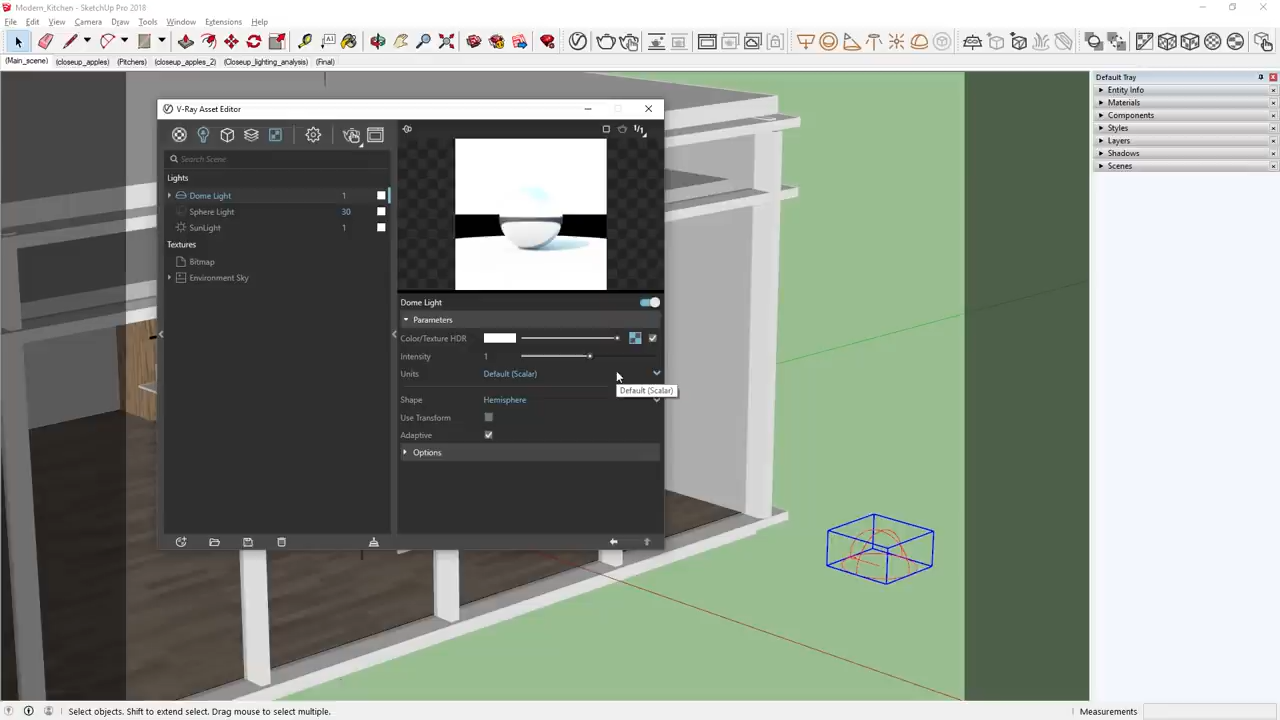 Modern_Kitchen - SketchUp Pro 2018
File Edit View Camera Draw Tools Window Extensions Help
(Main_scene) (closeup_apples) (Pitchers) (closeup_apples_2) (Closeup_lighting_analysis) (Final)
Default Tray
Entity Info
Materials
Components
Styles
Layers
Shadows
Scenes
V-Ray Asset Editor
Search Scene
Lights
Dome Light 1
Sphere Light 30
SunLight 1
Textures
Bitmap
Environment Sky
1/1
Dome Light
Parameters
Color/Texture HDR
Intensity 1
Units Default (Scalar)
Default (Scalar)
Shape Hemisphere
Use Transform
Adaptive
Options
Select objects. Shift to extend select. Drag mouse to select multiple.
Measurements